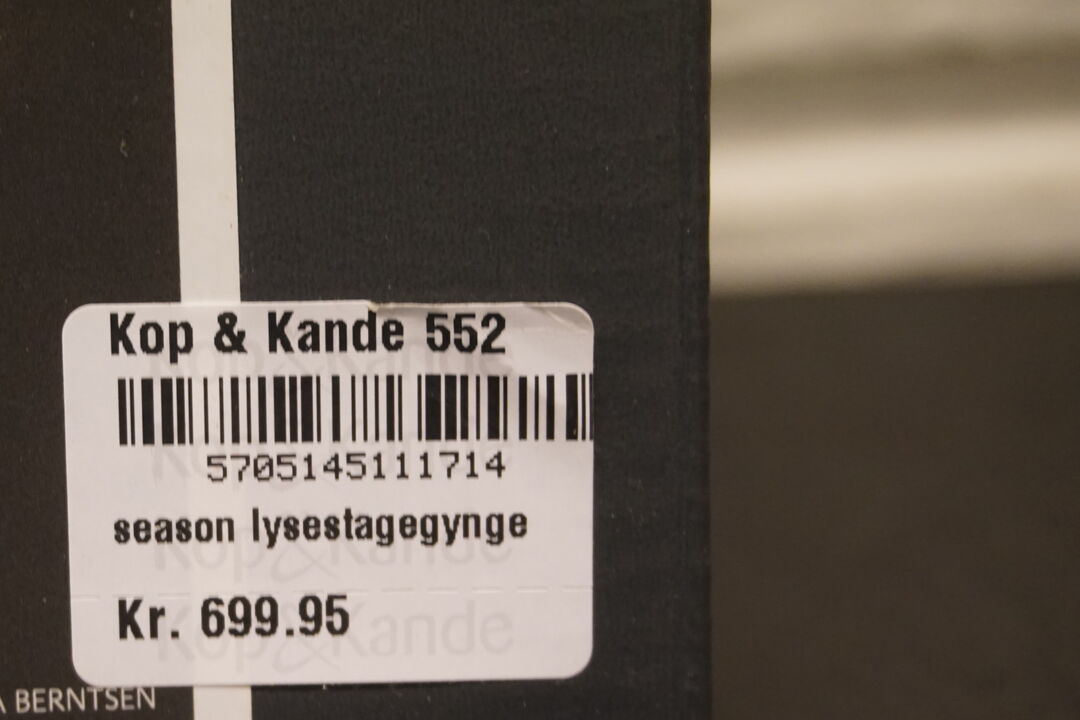 Kop & Kande 552
5705145111714
season lysestagegynge
Kr. 699.95
A BERNTSEN